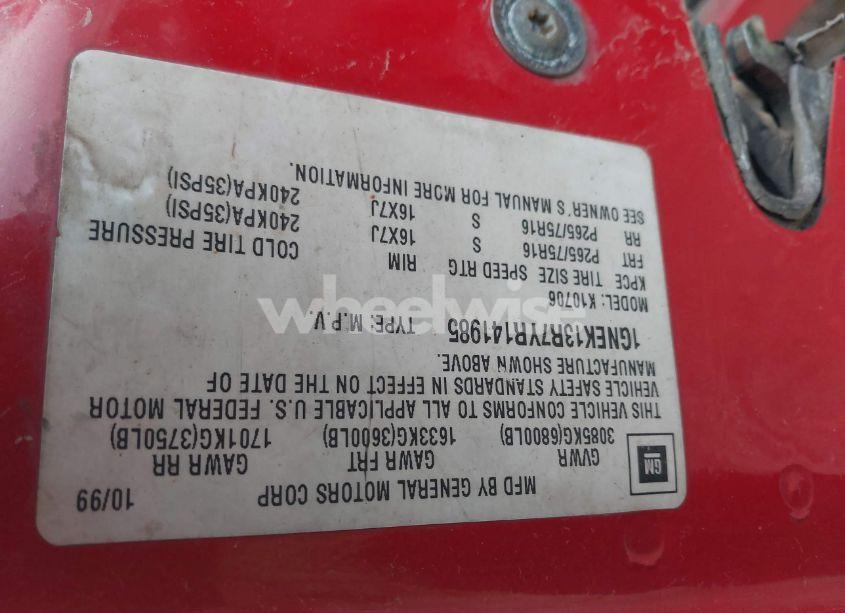 MFD BY GENERAL MOTORS CORP 10/99
GM
GVWR GAWR FRT GAWR RR
3085KG(6800LB) 1633KG(3600LB) 1701KG(3750LB)
THIS VEHICLE CONFORMS TO ALL APPLICABLE U.S. FEDERAL MOTOR
VEHICLE SAFETY STANDARDS IN EFFECT ON THE DATE OF
MANUFACTURE SHOWN ABOVE.
1GNEK13R7YR141985 TYPE: M.P.V.
MODEL: K10706
KPCE TIRE SIZE SPEED RTG RIM COLD TIRE PRESSURE
FRT P265/75R16 S 16X7J 240KPA(35PSI)
RR P265/75R16 S 16X7J 240KPA(35PSI)
SEE OWNER'S MANUAL FOR MORE INFORMATION.
wheelwise